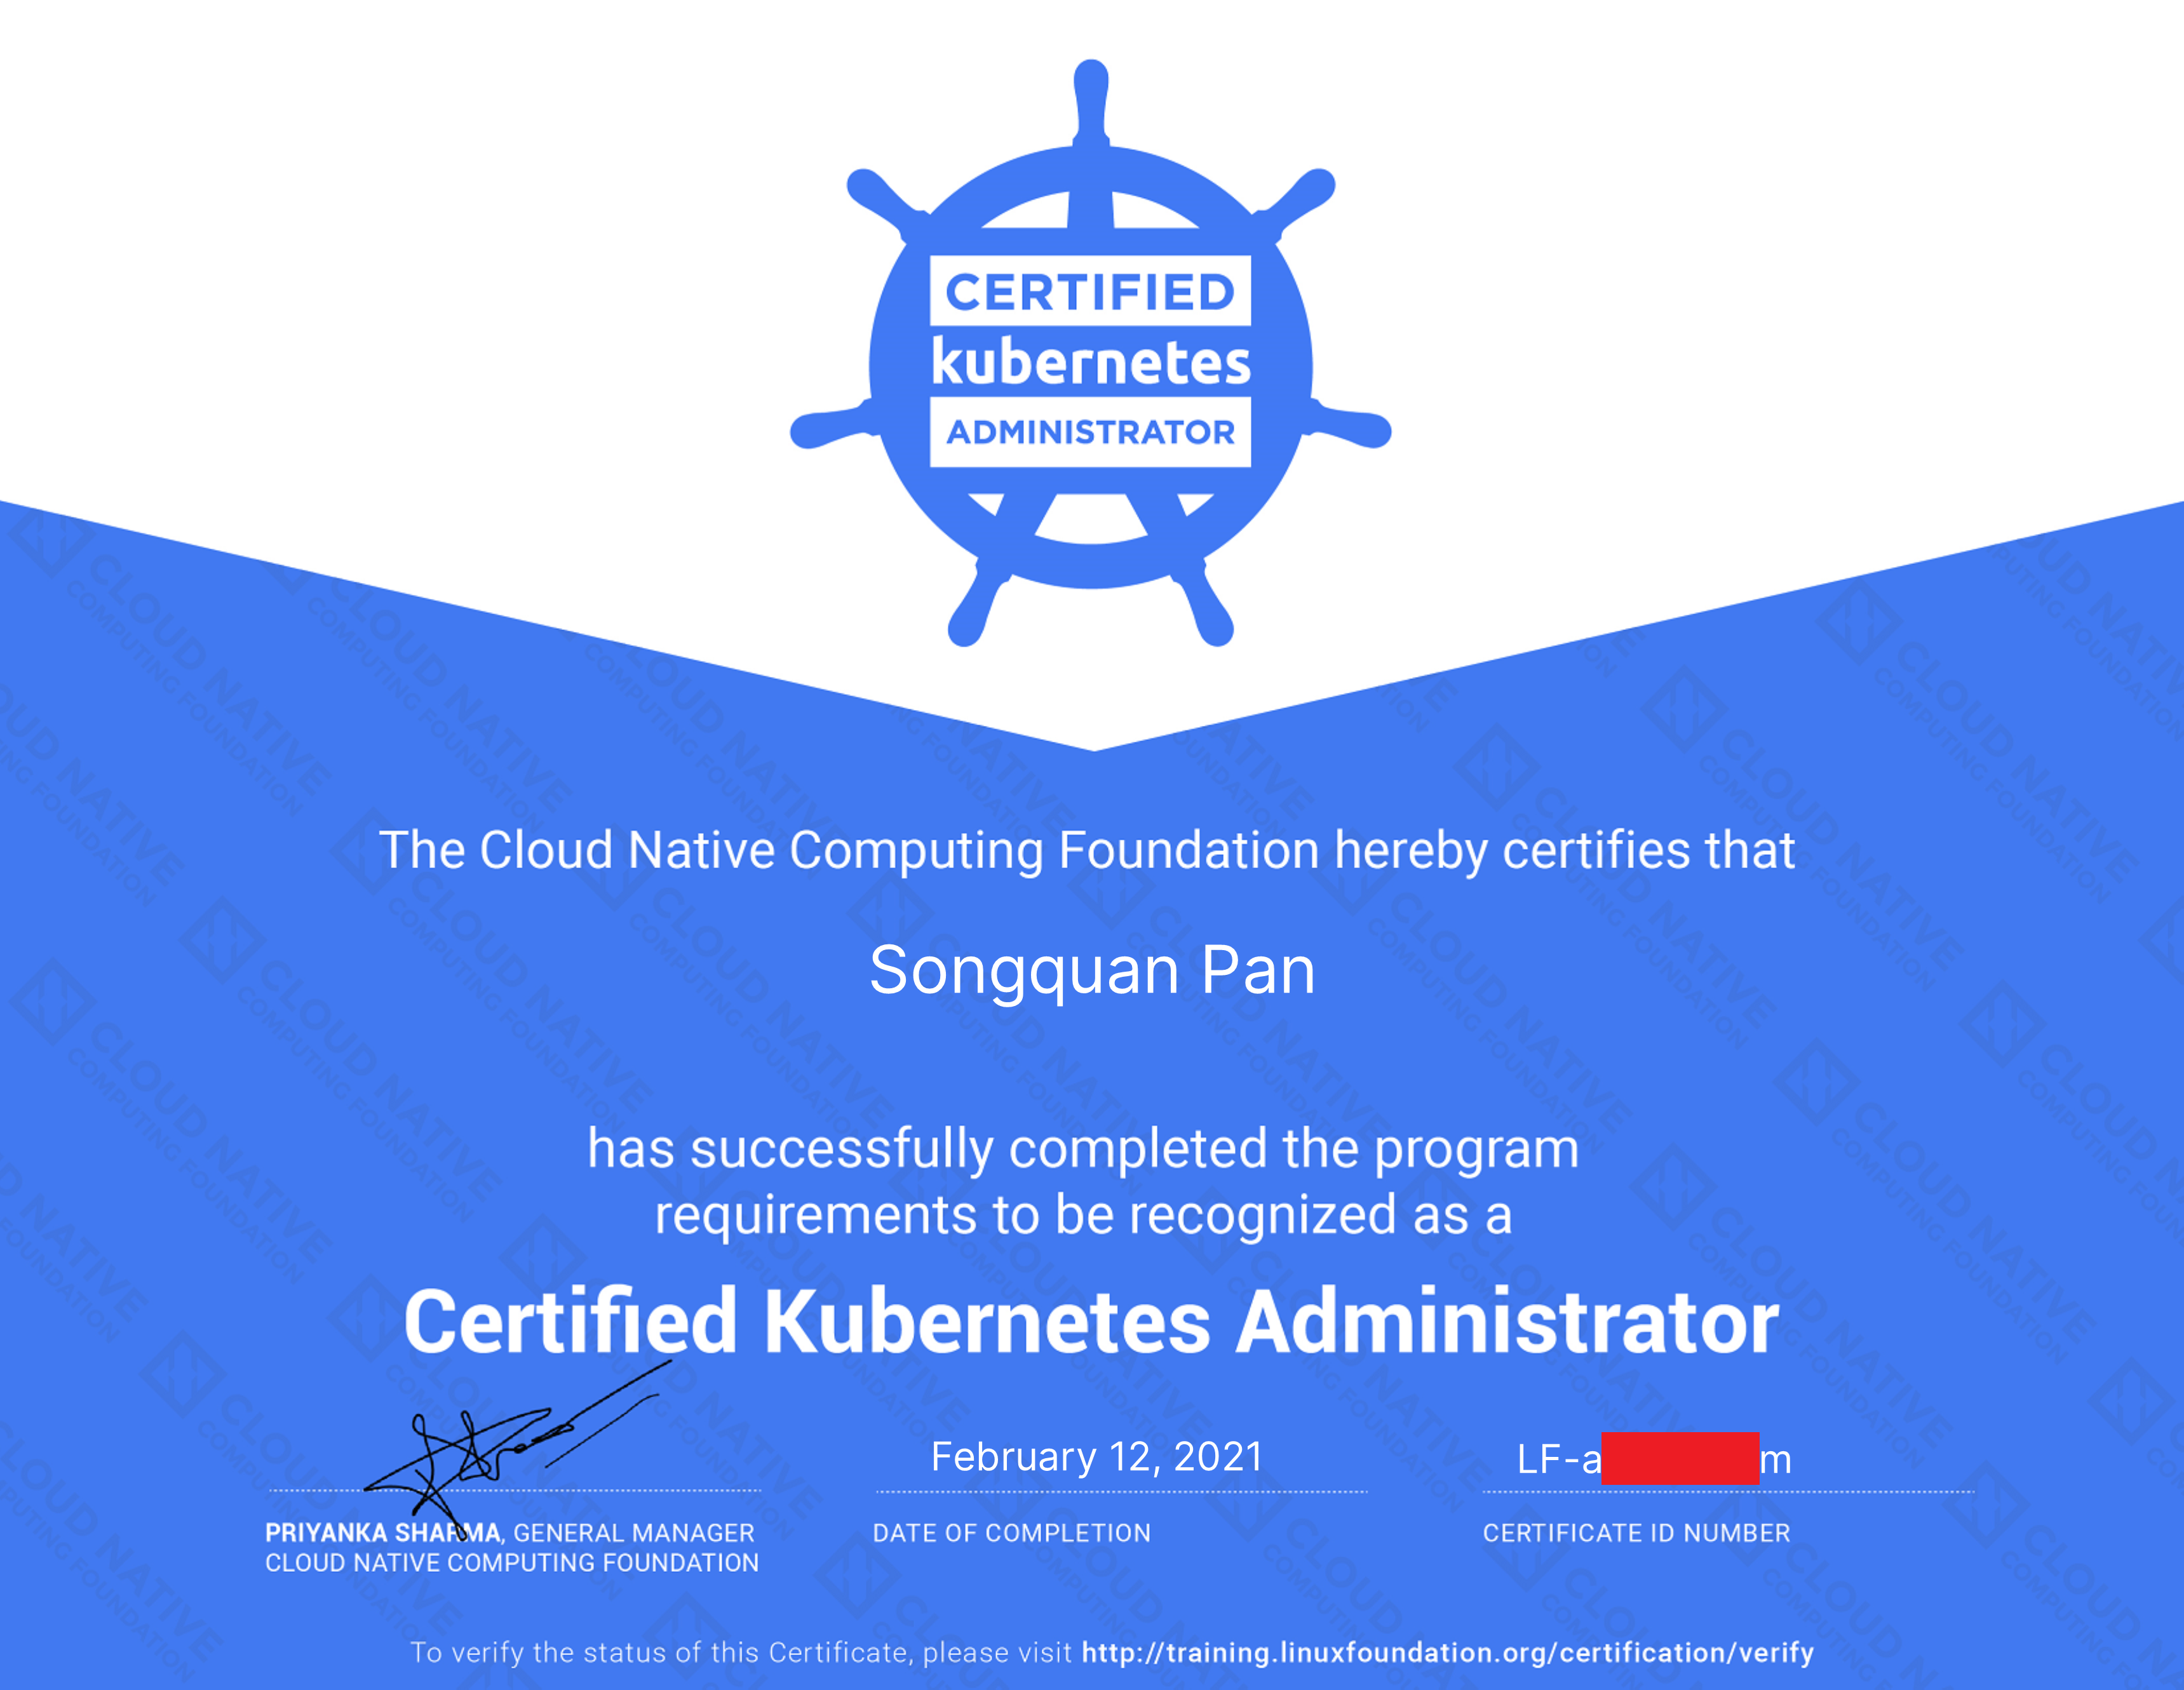 CERTIFIED
kubernetes
ADMINISTRATOR
The Cloud Native Computing Foundation hereby certifies that
Songquan Pan
has successfully completed the program
requirements to be recognized as a
Certified Kubernetes Administrator
February 12, 2021
LF-a
m
PRIYANKA SHARMA, GENERAL MANAGER
CLOUD NATIVE COMPUTING FOUNDATION
DATE OF COMPLETION
CERTIFICATE ID NUMBER
To verify the status of this Certificate, please visit http://training.linuxfoundation.org/certification/verify